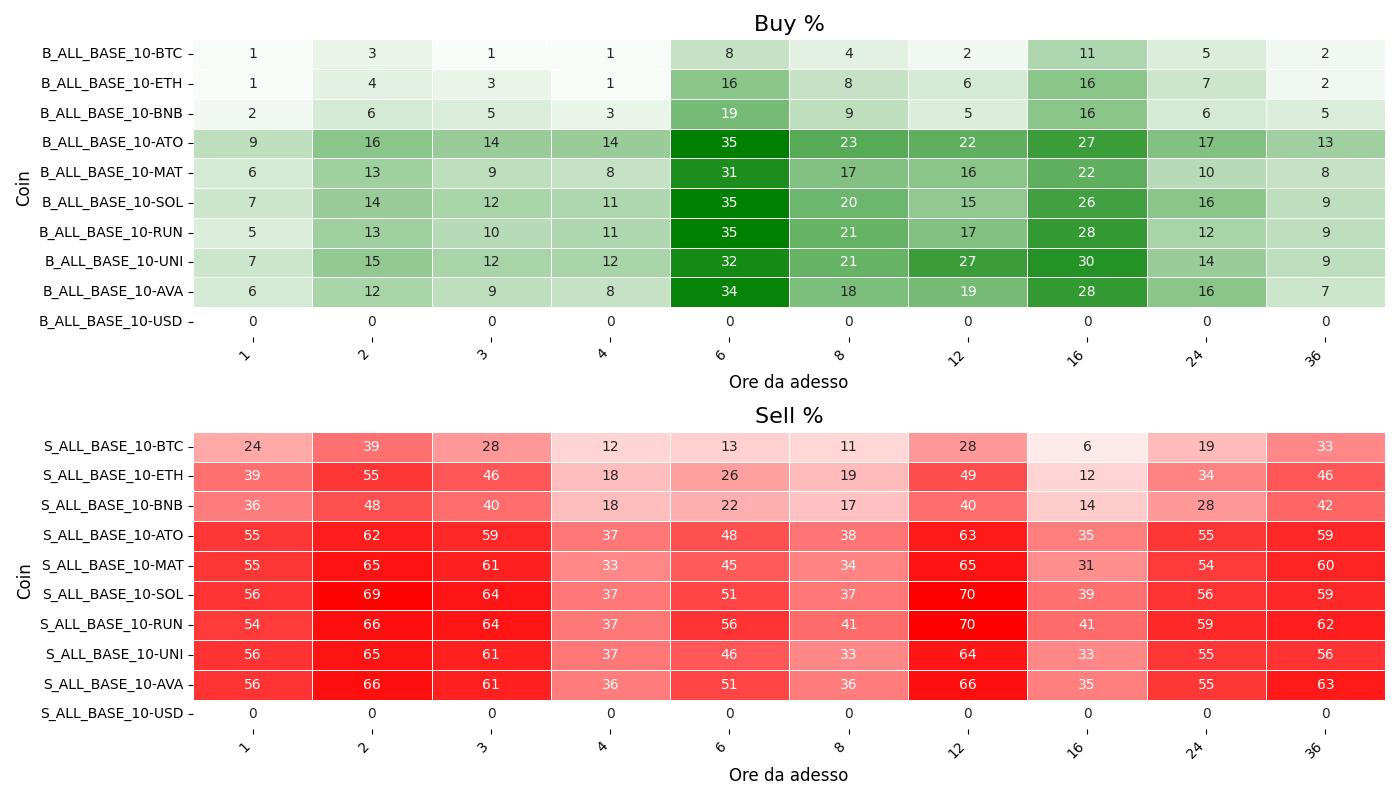 Buy %
Coin
B_ALL_BASE_10-BTC 1 3 1 1 8 4 2 11 5 2
B_ALL_BASE_10-ETH 1 4 3 1 16 8 6 16 7 2
B_ALL_BASE_10-BNB 2 6 5 3 19 9 5 16 6 5
B_ALL_BASE_10-ATO 9 16 14 14 35 23 22 27 17 13
B_ALL_BASE_10-MAT 6 13 9 8 31 17 16 22 10 8
B_ALL_BASE_10-SOL 7 14 12 11 35 20 15 26 16 9
B_ALL_BASE_10-RUN 5 13 10 11 35 21 17 28 12 9
B_ALL_BASE_10-UNI 7 15 12 12 32 21 27 30 14 9
B_ALL_BASE_10-AVA 6 12 9 8 34 18 19 28 16 7
B_ALL_BASE_10-USD 0 0 0 0 0 0 0 0 0 0
1 2 3 4 6 8 12 16 24 36
Ore da adesso
Sell %
Coin
S_ALL_BASE_10-BTC 24 39 28 12 13 11 28 6 19 33
S_ALL_BASE_10-ETH 39 55 46 18 26 19 49 12 34 46
S_ALL_BASE_10-BNB 36 48 40 18 22 17 40 14 28 42
S_ALL_BASE_10-ATO 55 62 59 37 48 38 63 35 55 59
S_ALL_BASE_10-MAT 55 65 61 33 45 34 65 31 54 60
S_ALL_BASE_10-SOL 56 69 64 37 51 37 70 39 56 59
S_ALL_BASE_10-RUN 54 66 64 37 56 41 70 41 59 62
S_ALL_BASE_10-UNI 56 65 61 37 46 33 64 33 55 56
S_ALL_BASE_10-AVA 56 66 61 36 51 36 66 35 55 63
S_ALL_BASE_10-USD 0 0 0 0 0 0 0 0 0 0
1 2 3 4 6 8 12 16 24 36
Ore da adesso